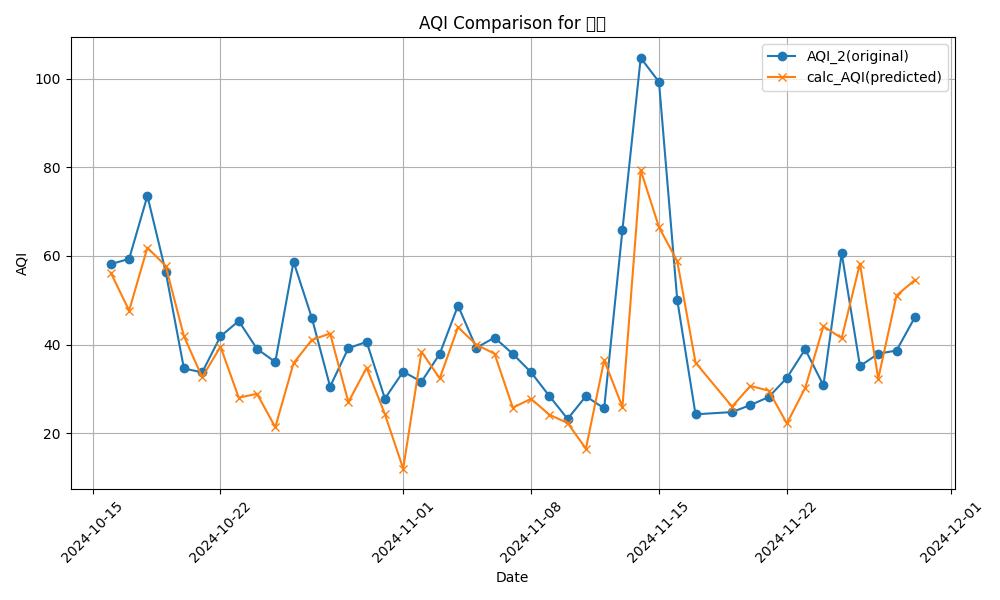 AQI Comparison for
AQI_2(original)
calc_AQI(predicted)
100
80
60
40
20
AQI
2024-10-15
2024-10-22
2024-11-01
2024-11-08
2024-11-15
2024-11-22
2024-12-01
Date